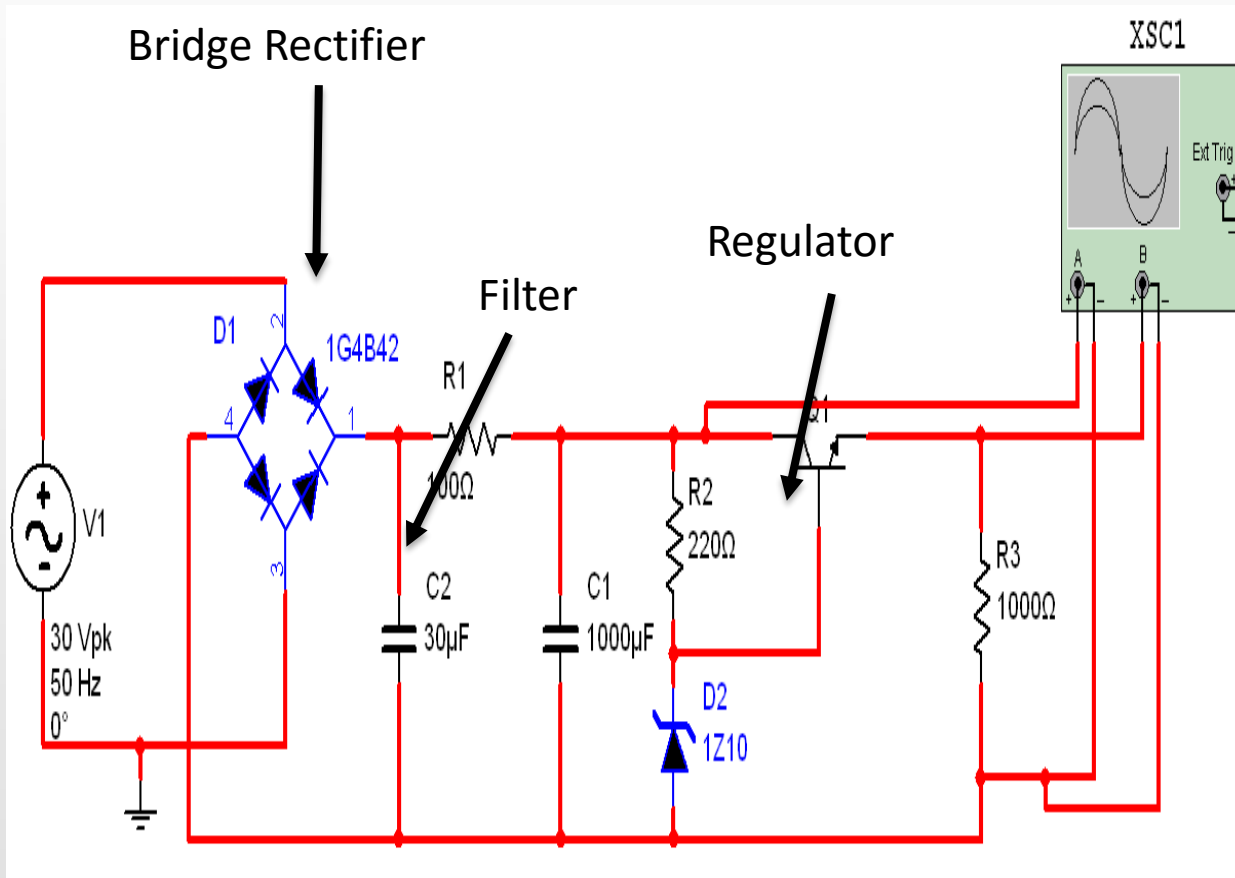 Bridge Rectifier
XSC1
Ext Trig
+
−
A
B
+ − + −
Regulator
Filter
D1
2
1G4B42
4
1
3
R1
100Ω
Q1
R2
220Ω
R3
1000Ω
V1
30 Vpk
50 Hz
0°
C2
30µF
C1
1000µF
D2
1Z10